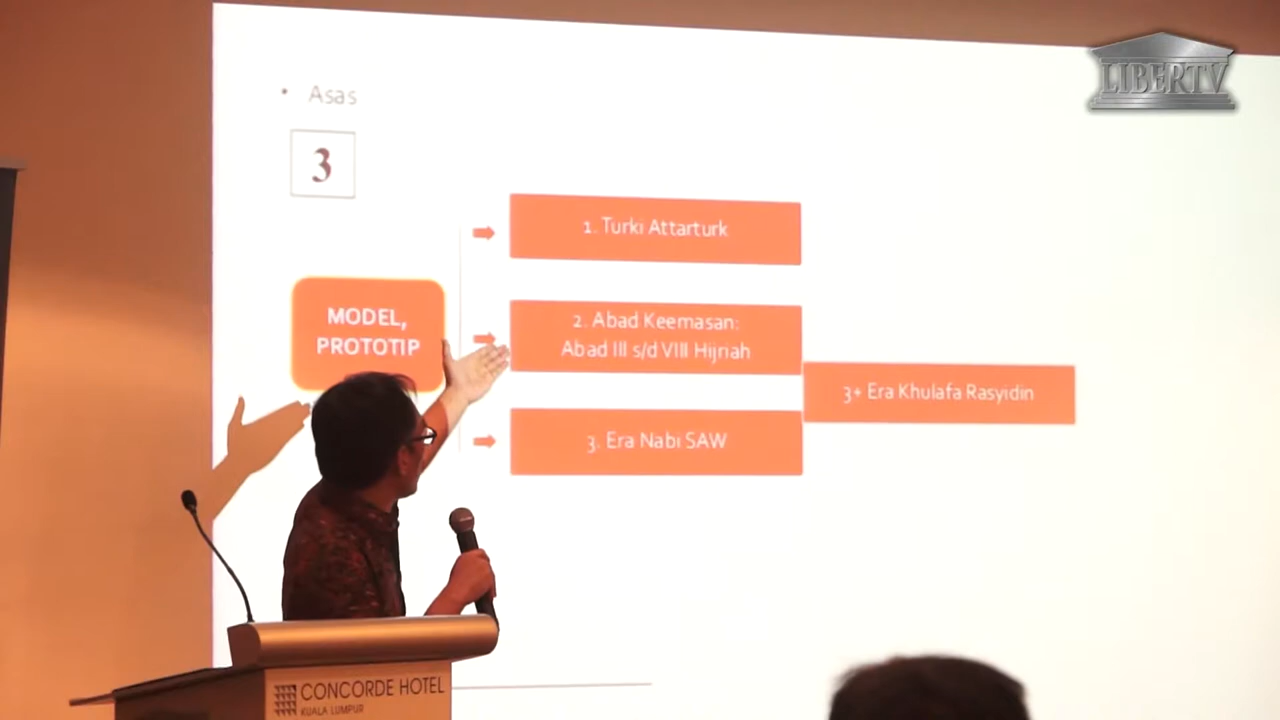 LIBERTV
• Asas
3
MODEL,
PROTOTIP
1. Turki Attarturk
2. Abad Keemasan:
Abad III s/d VIII Hijriah
3+ Era Khulafa Rasyidin
3. Era Nabi SAW
CONCORDE HOTEL
KUALA LUMPUR